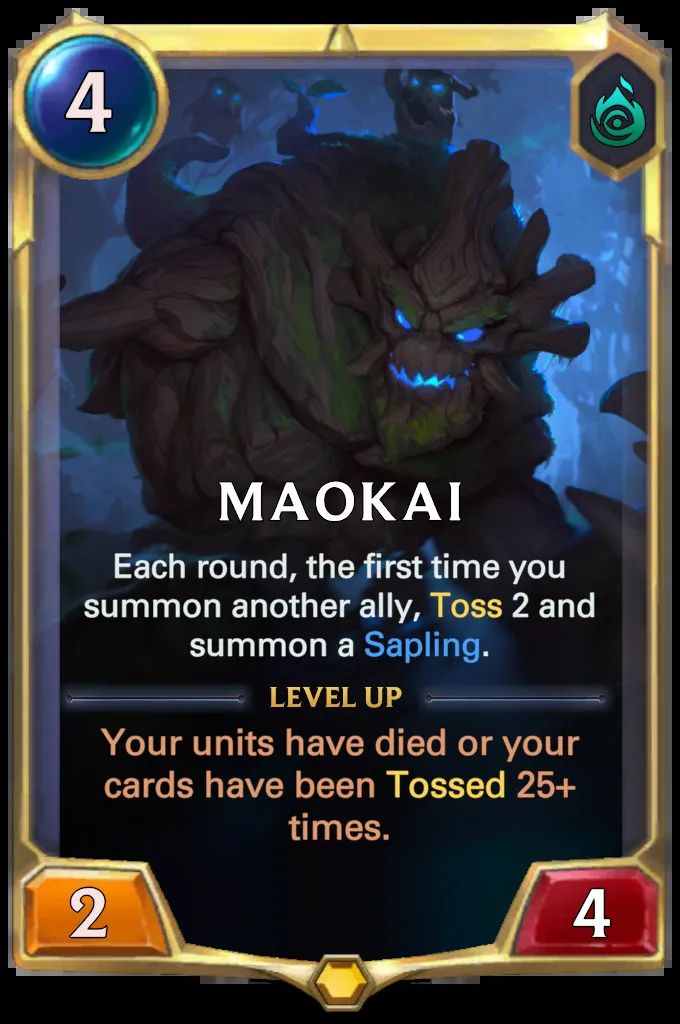 4
MAOKAI
Each round, the first time you
summon another ally, Toss 2 and
summon a Sapling.
LEVEL UP
Your units have died or your
cards have been Tossed 25+
times.
2
4